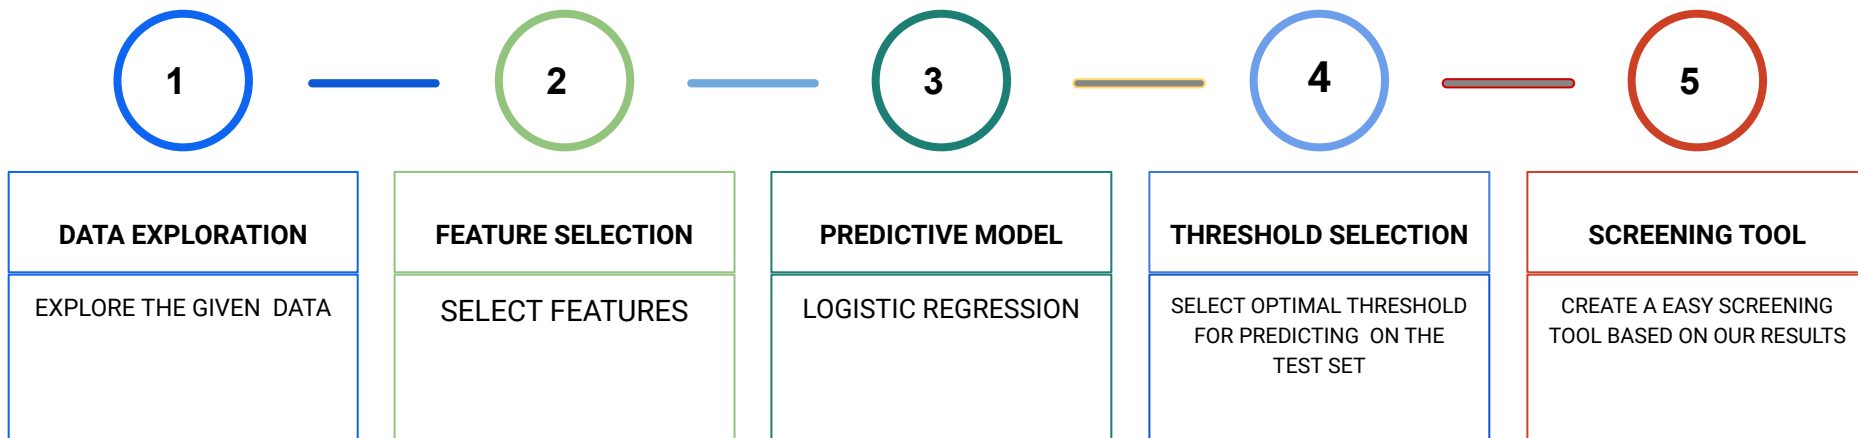 1
2
3
4
5
DATA EXPLORATION
EXPLORE THE GIVEN DATA
FEATURE SELECTION
SELECT FEATURES
PREDICTIVE MODEL
LOGISTIC REGRESSION
THRESHOLD SELECTION
SELECT OPTIMAL THRESHOLD
FOR PREDICTING ON THE
TEST SET
SCREENING TOOL
CREATE A EASY SCREENING
TOOL BASED ON OUR RESULTS